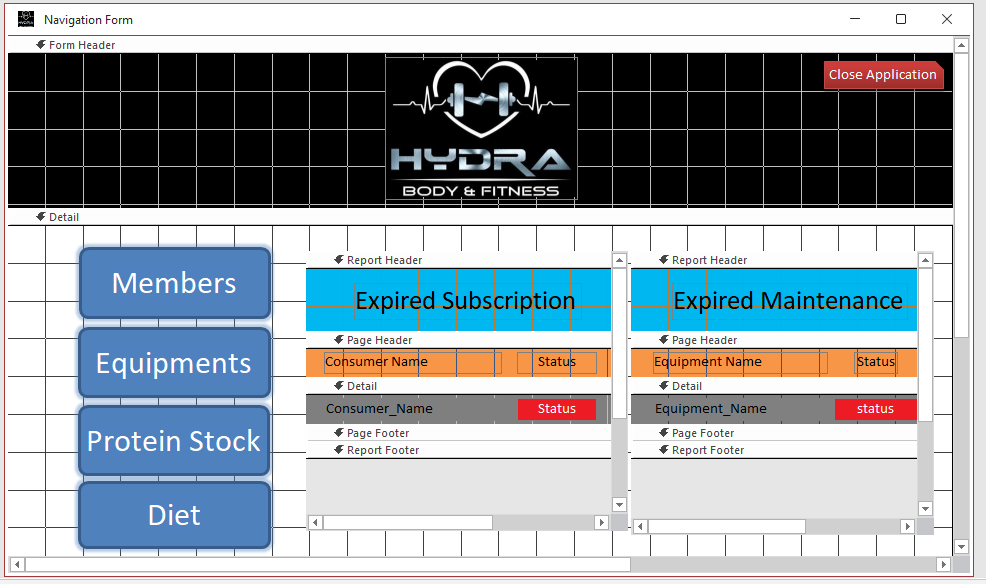 Navigation Form
Form Header
Close Application
HYDRA
BODY & FITNESS
Detail
Members
Equipments
Protein Stock
Diet
Report Header
Expired Subscription
Page Header
Consumer Name Status
Detail
Consumer_Name Status
Page Footer
Report Footer
Report Header
Expired Maintenance
Page Header
Equipment Name Status
Detail
Equipment_Name status
Page Footer
Report Footer